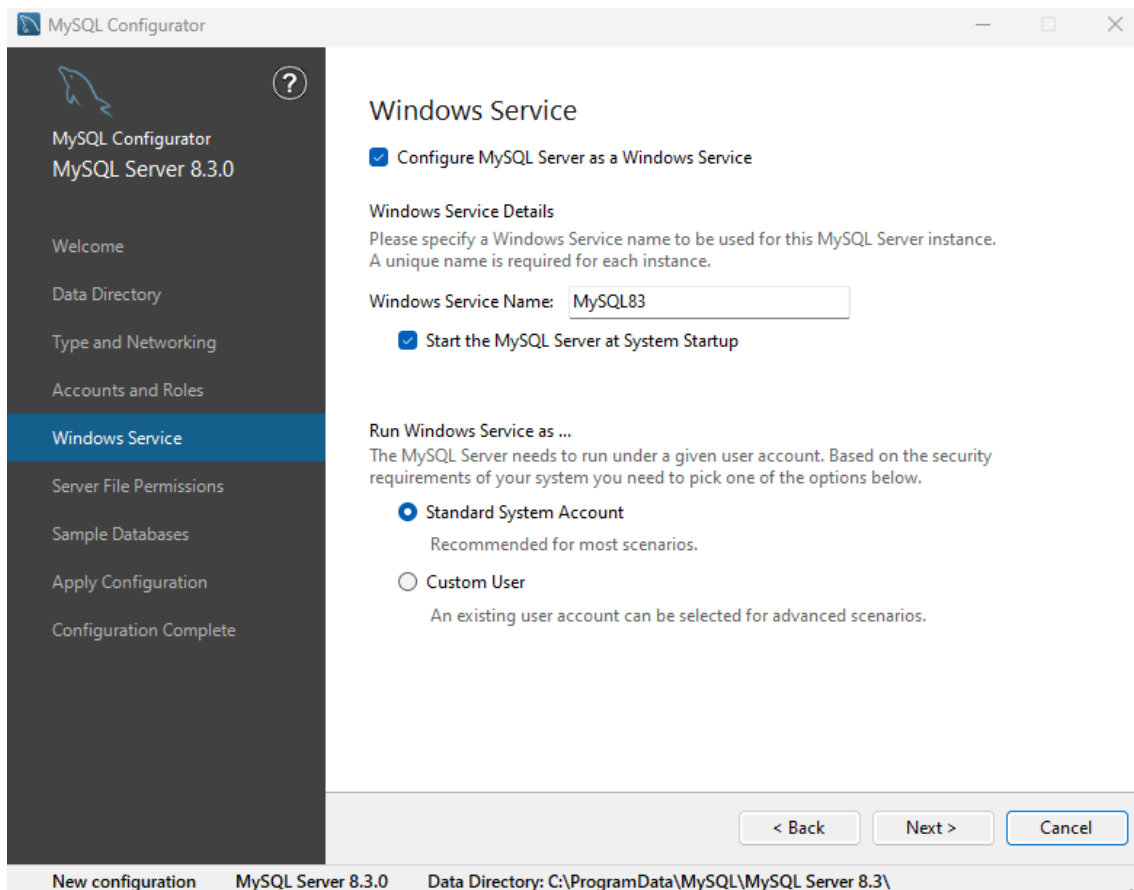 MySQL Configurator
?
MySQL Configurator
MySQL Server 8.3.0
Welcome
Data Directory
Type and Networking
Accounts and Roles
Windows Service
Server File Permissions
Sample Databases
Apply Configuration
Configuration Complete
Windows Service
Configure MySQL Server as a Windows Service
Windows Service Details
Please specify a Windows Service name to be used for this MySQL Server instance.
A unique name is required for each instance.
Windows Service Name: MySQL83
Start the MySQL Server at System Startup
Run Windows Service as ...
The MySQL Server needs to run under a given user account. Based on the security
requirements of your system you need to pick one of the options below.
Standard System Account
Recommended for most scenarios.
Custom User
An existing user account can be selected for advanced scenarios.
< Back Next > Cancel
New configuration MySQL Server 8.3.0 Data Directory: C:\ProgramData\MySQL\MySQL Server 8.3\